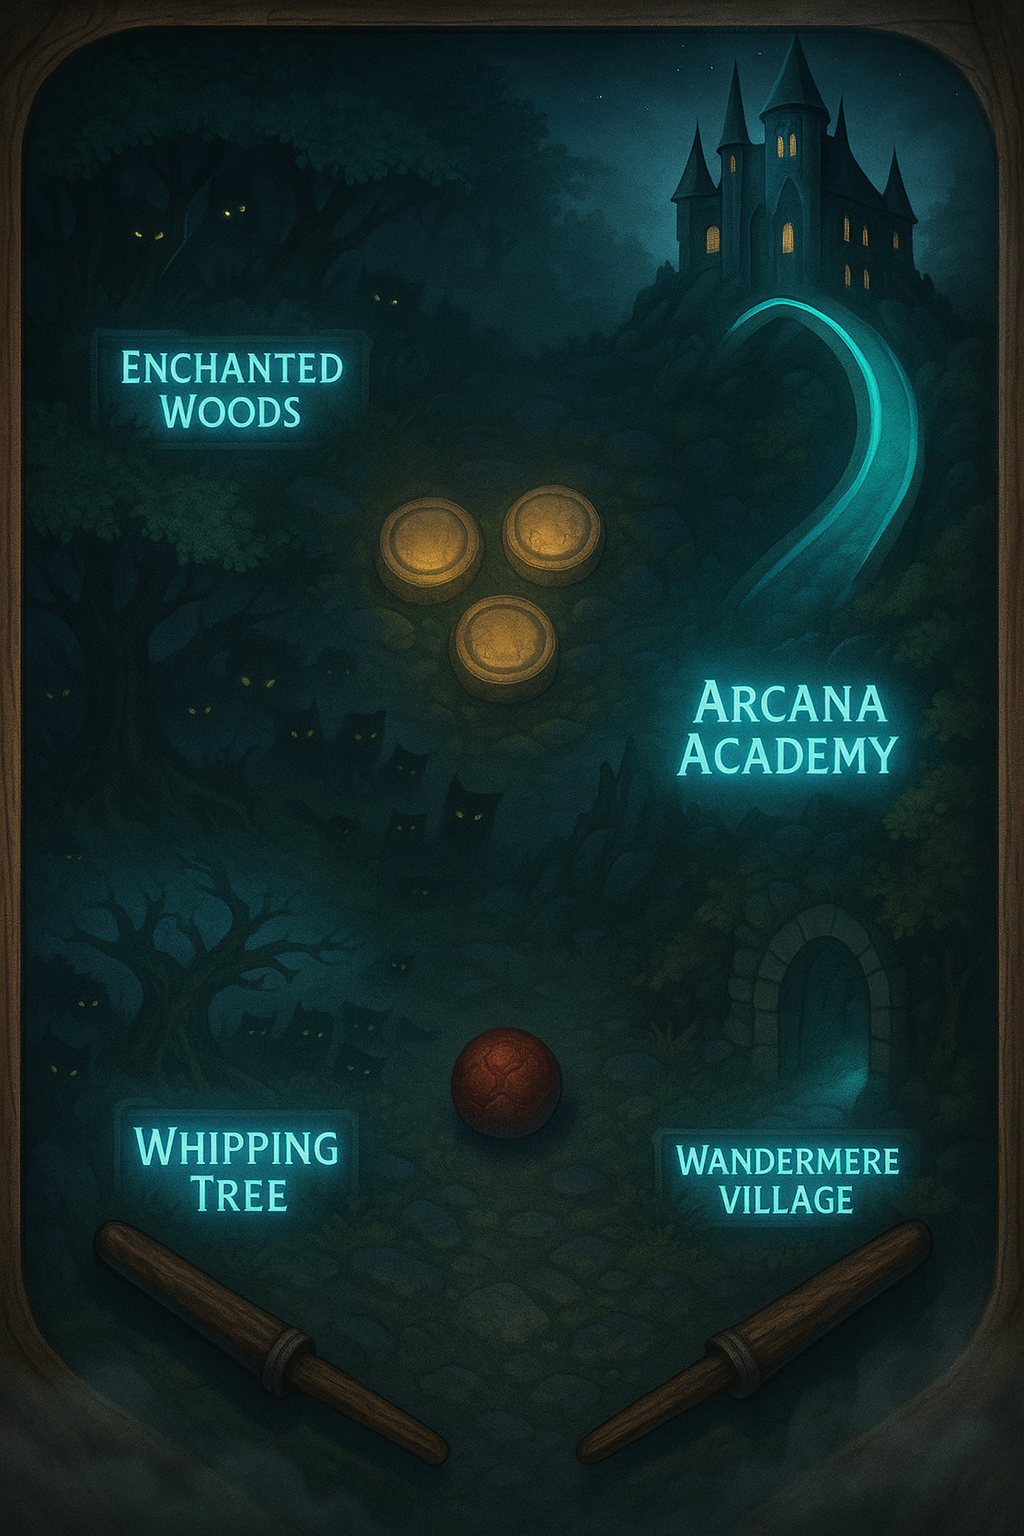 Enchanted
Woods
Arcana
Academy
Whipping
Tree
Wandermere
Village